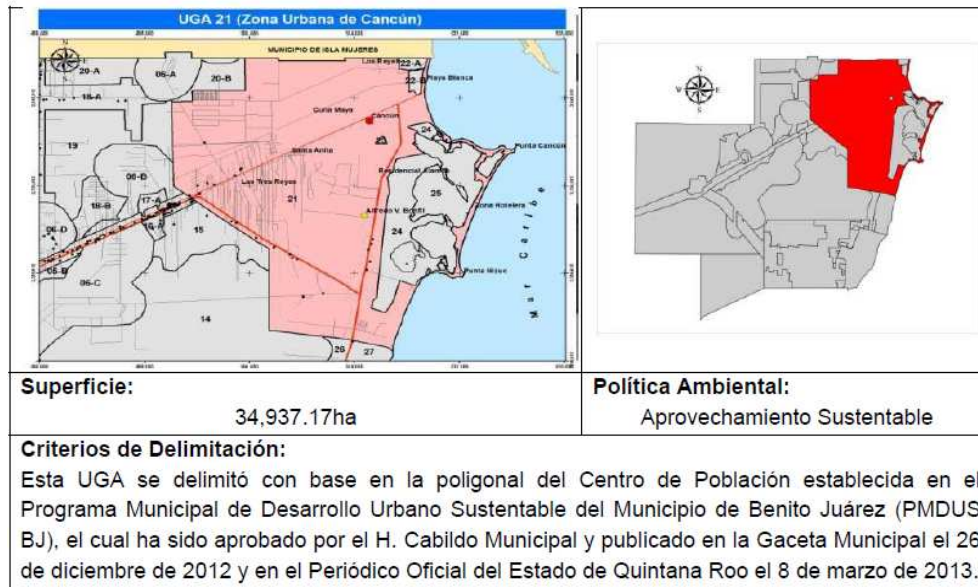 UGA 21 (Zona Urbana de Cancún)
MUNICIPIO DE ISLA MUJERES
Los Reyes
22-A
20-A
06-A
20-B
22-B
Playa Blanca
18-A
Cuna Maya
Cancún
19
24
Santa Anita
Punta Cancún
06-B
Las Tres Reyes
25
21
Zona Hotelera
17-A
18-B
Alfredo V. Bonfil
06-D
15
24
06-C
Punta Nizuc
14
26
27
Mar Caribe
Superficie:
34,937.17ha
Política Ambiental:
Aprovechamiento Sustentable
Criterios de Delimitación:
Esta UGA se delimitó con base en la poligonal del Centro de Población establecida en el
Programa Municipal de Desarrollo Urbano Sustentable del Municipio de Benito Juárez (PMDUS
BJ), el cual ha sido aprobado por el H. Cabildo Municipal y publicado en la Gaceta Municipal el 26
de diciembre de 2012 y en el Periódico Oficial del Estado de Quintana Roo el 8 de marzo de 2013